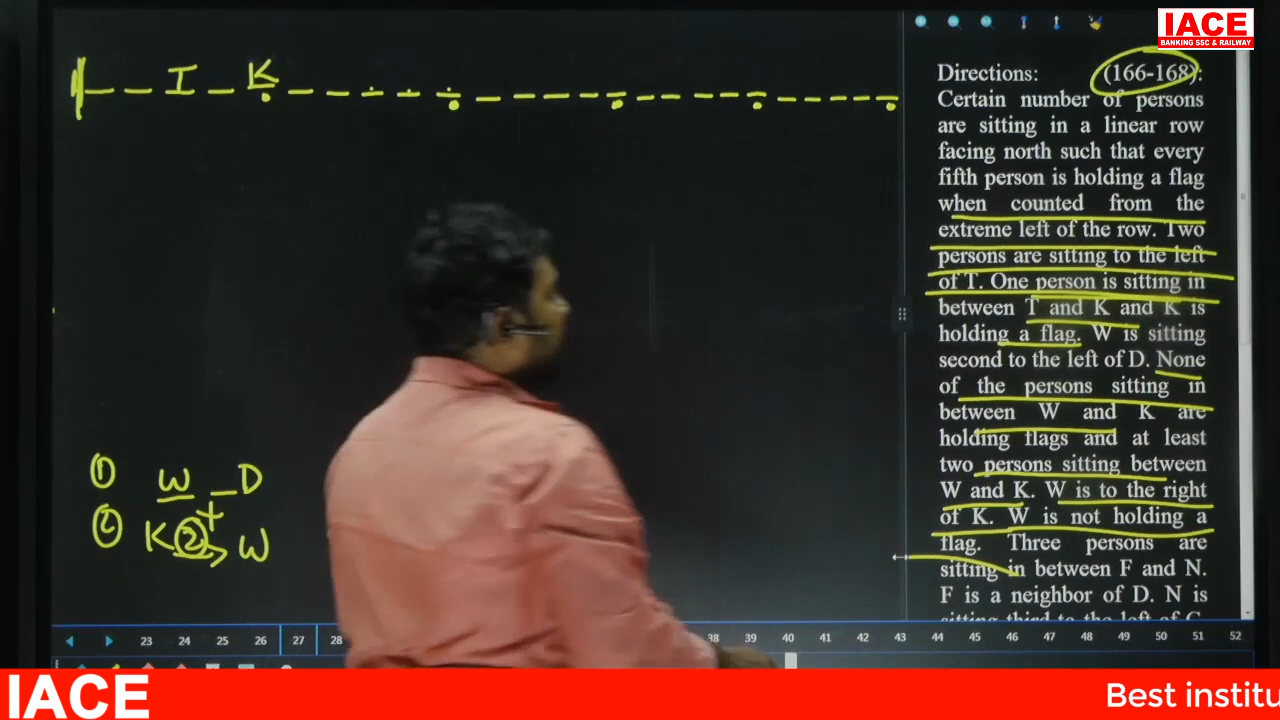 IACE
BANKING SSC & RAILWAY
T K
Directions: (166-168):
Certain number of persons
are sitting in a linear row
facing north such that every
fifth person is holding a flag
when counted from the
extreme left of the row. Two
persons are sitting to the left
of T. One person is sitting in
between T and K and K is
holding a flag. W is sitting
second to the left of D. None
of the persons sitting in
between W and K are
holding flags and at least
two persons sitting between
W and K. W is to the right
of K. W is not holding a
flag. Three persons are
sitting in between F and N.
F is a neighbor of D. N is
sitting third to the left of C.
① W _ D
② K ② + W
23 24 25 26 27 28 38 39 40 41 42 43 44 45 46 47 48 49 50 51 52
IACE
Best institu